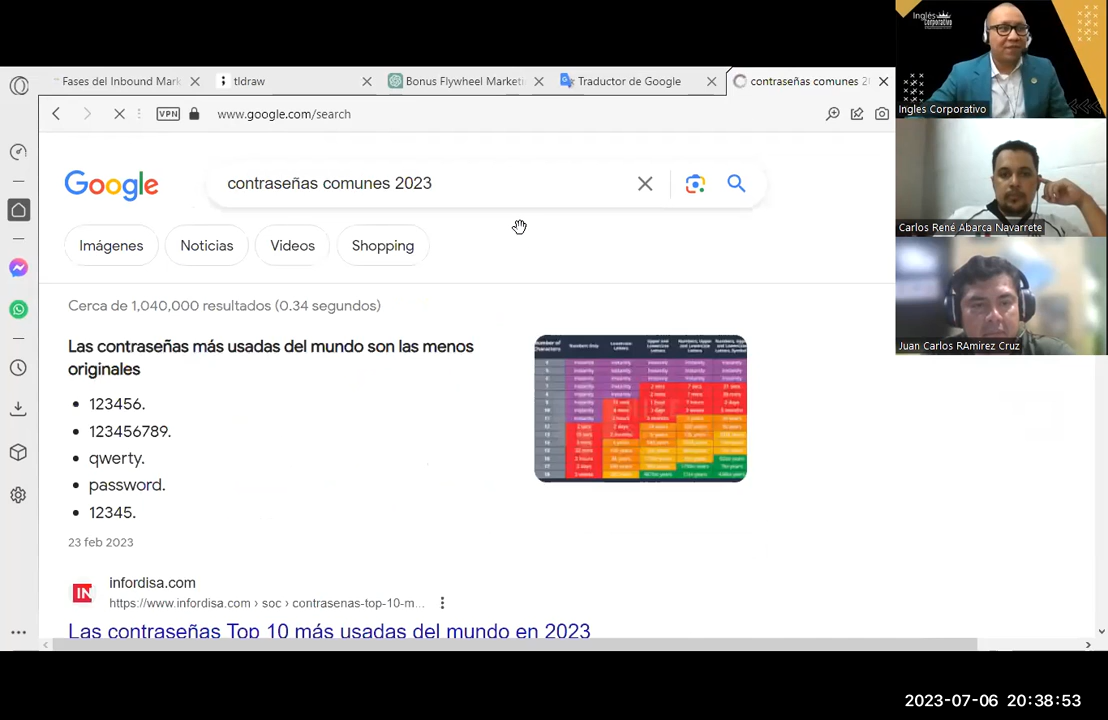 Fases del Inbound Mark
tldraw
Bonus Flywheel Marketi
Traductor de Google
contraseñas comunes 20
VPN
www.google.com/search
Google
contraseñas comunes 2023
Imágenes
Noticias
Videos
Shopping
Cerca de 1,040,000 resultados (0.34 segundos)
Las contraseñas más usadas del mundo son las menos
originales
123456.
123456789.
qwerty.
password.
12345.
23 feb 2023
IN
infordisa.com
https://www.infordisa.com › soc › contrasenas-top-10-m...
Las contraseñas Top 10 más usadas del mundo en 2023
Inglés
Corporativo
Ingles Corporativo
Carlos René Abarca Navarrete
Juan Carlos RAmirez Cruz
2023-07-06 20:38:53